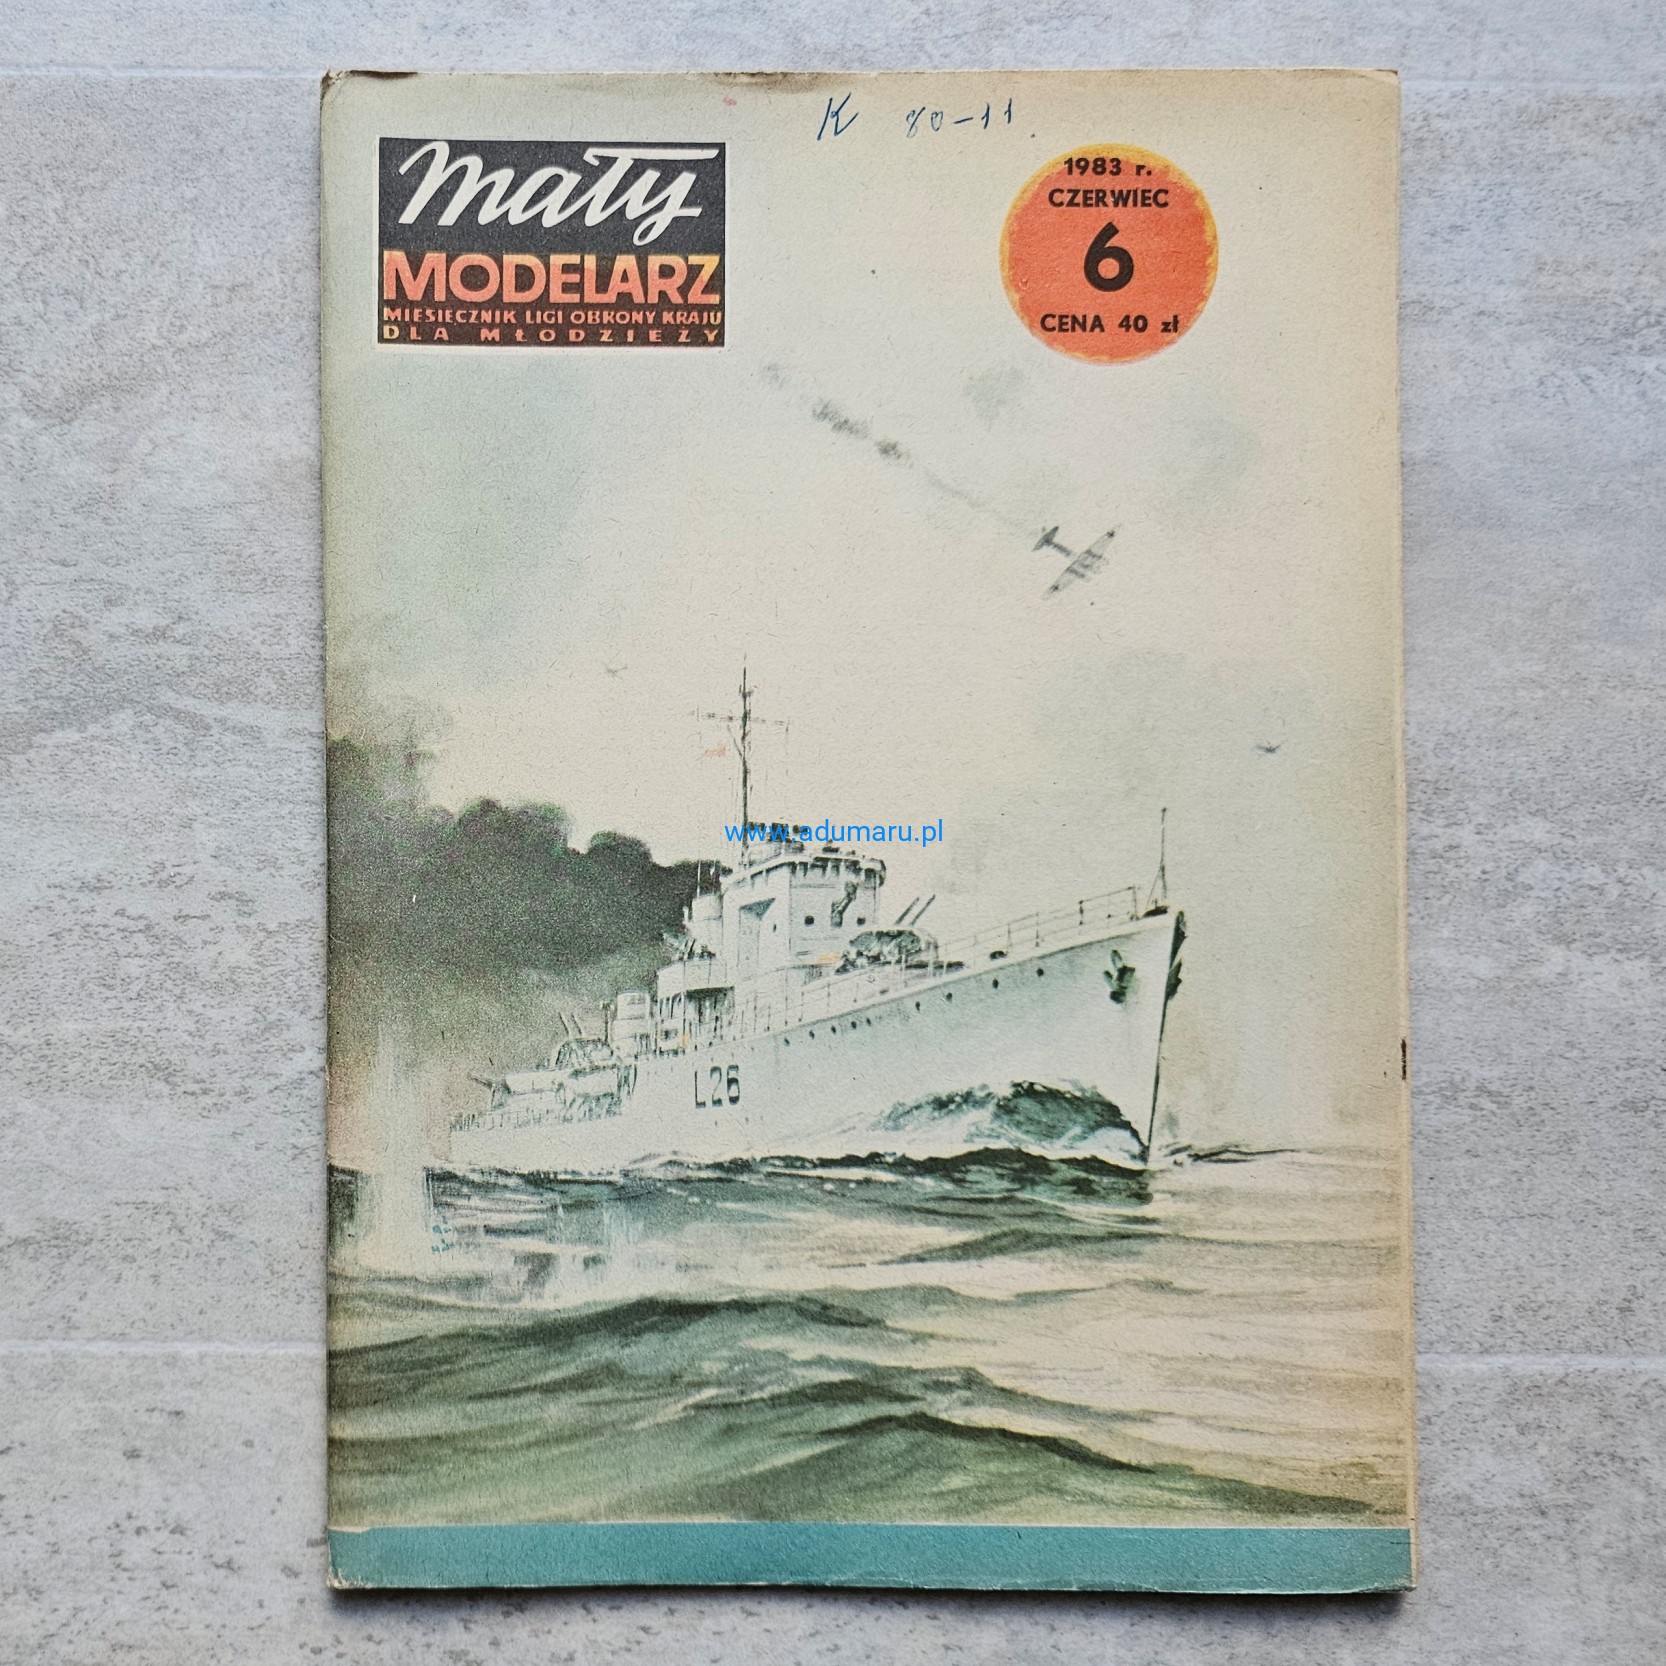 K 80-11
mały
MODELARZ
MIESIĘCZNIK LIGI OBRONY KRAJU
DLA MŁODZIEŻY
1983 r.
CZERWIEC
6
CENA 40 zł
www.adumaru.pl
L26